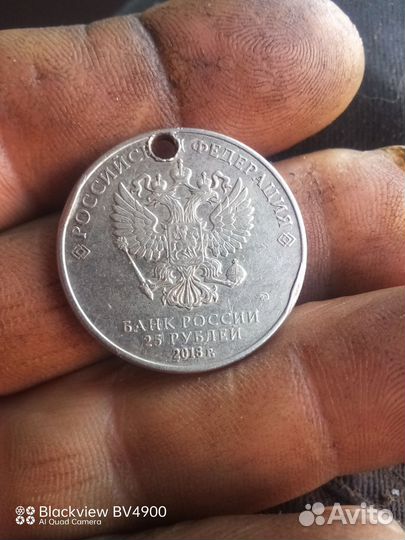 РОССИЙСКАЯ ФЕДЕРАЦИЯ
БАНК РОССИИ
25 РУБЛЕЙ
2018 г.
Blackview BV4900
AI Quad Camera
Avito